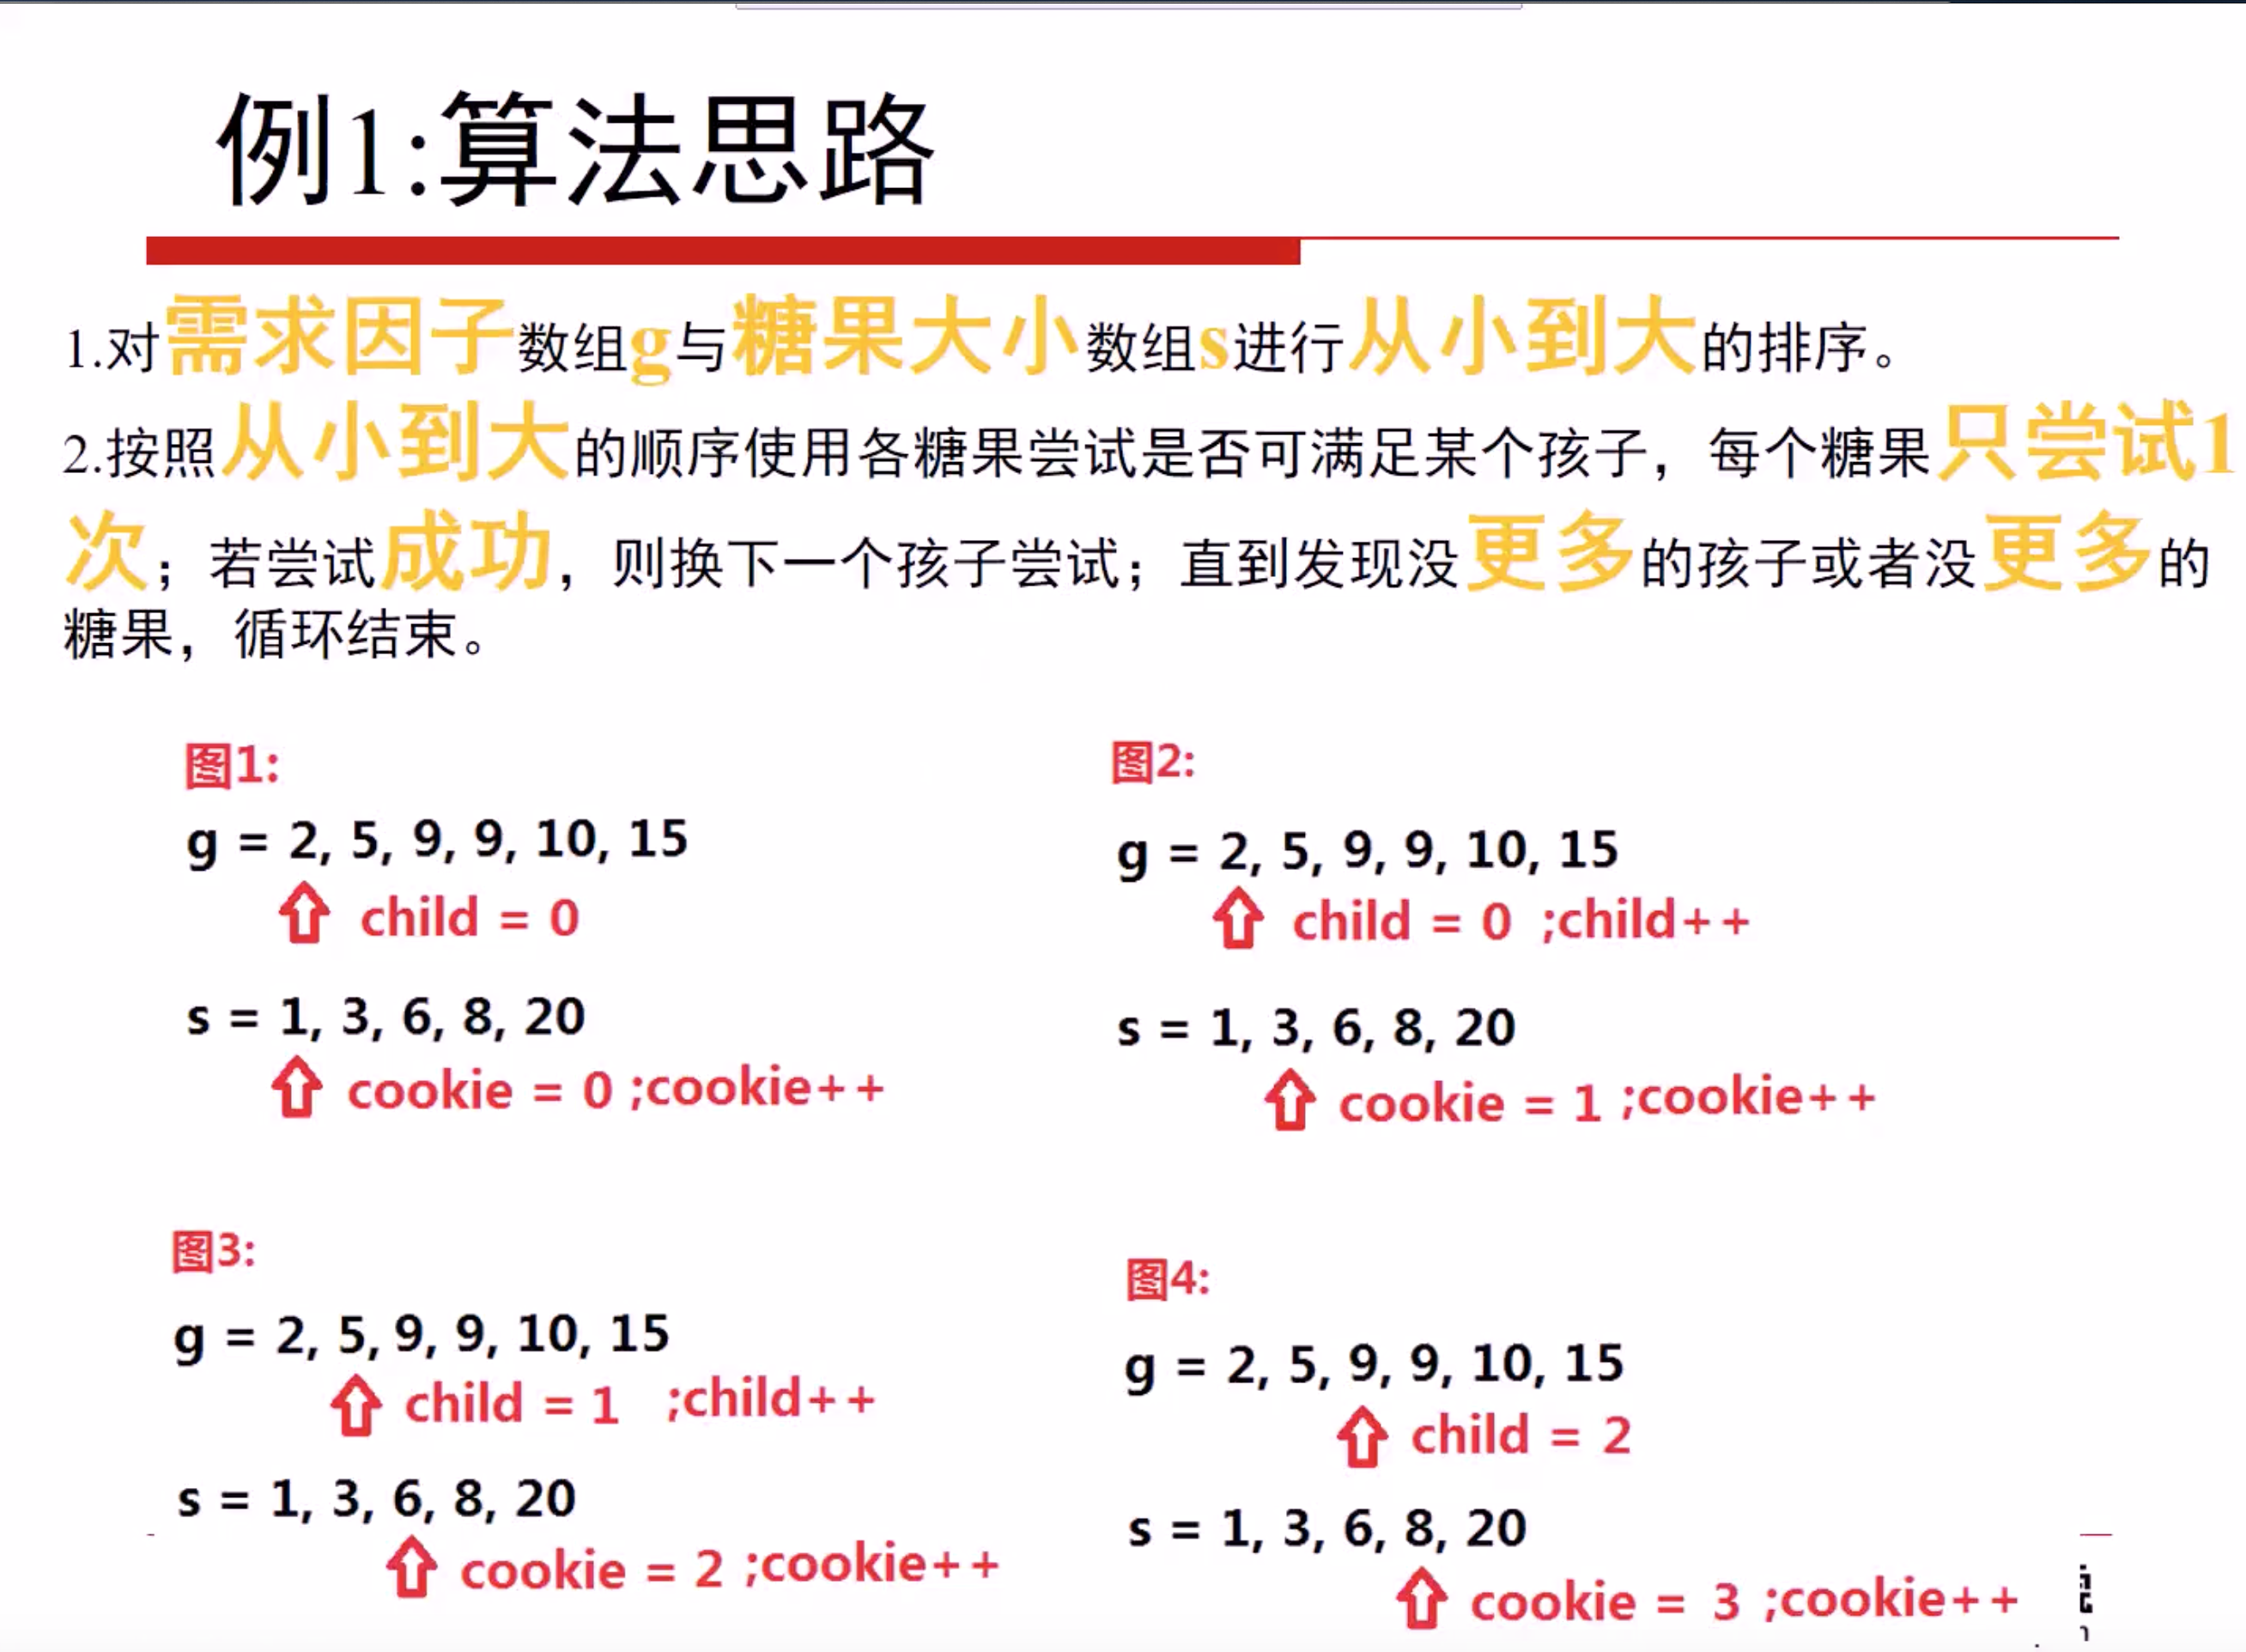 例1:算法思路
1.对需求因子数组g与糖果大小数组s进行从小到大的排序。
2.按照从小到大的顺序使用各糖果尝试是否可满足某个孩子，每个糖果只尝试1
次；若尝试成功，则换下一个孩子尝试；直到发现没更多的孩子或者没更多的
糖果，循环结束。
图1:
g = 2, 5, 9, 9, 10, 15
child = 0
s = 1, 3, 6, 8, 20
cookie = 0 ;cookie++
图2:
g = 2, 5, 9, 9, 10, 15
child = 0 ;child++
s = 1, 3, 6, 8, 20
cookie = 1 ;cookie++
图3:
g = 2, 5, 9, 9, 10, 15
child = 1 ;child++
s = 1, 3, 6, 8, 20
cookie = 2 ;cookie++
图4:
g = 2, 5, 9, 9, 10, 15
child = 2
s = 1, 3, 6, 8, 20
cookie = 3 ;cookie++